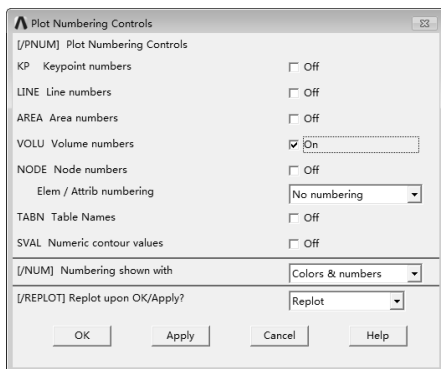 Plot Numbering Controls
[/PNUM] Plot Numbering Controls
KP Keypoint numbers Off
LINE Line numbers Off
AREA Area numbers Off
VOLU Volume numbers On
NODE Node numbers Off
Elem / Attrib numbering No numbering
TABN Table Names Off
SVAL Numeric contour values Off
[/NUM] Numbering shown with Colors & numbers
[/REPLOT] Replot upon OK/Apply? Replot
OK Apply Cancel Help